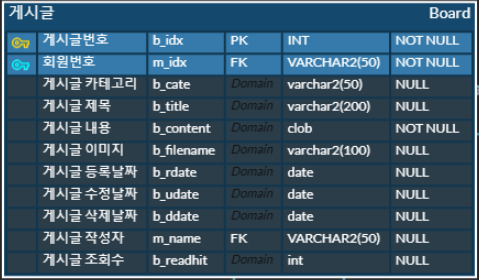 게시글 Board
게시글번호 b_idx PK INT NOT NULL
회원번호 m_idx FK VARCHAR2(50) NOT NULL
게시글 카테고리 b_cate Domain varchar2(50) NULL
게시글 제목 b_title Domain varchar2(200) NULL
게시글 내용 b_content Domain clob NOT NULL
게시글 이미지 b_filename Domain varchar2(100) NULL
게시글 등록날짜 b_rdate Domain date NULL
게시글 수정날짜 b_udate Domain date NULL
게시글 삭제날짜 b_ddate Domain date NULL
게시글 작성자 m_name FK VARCHAR2(50) NULL
게시글 조회수 b_readhit Domain int NULL